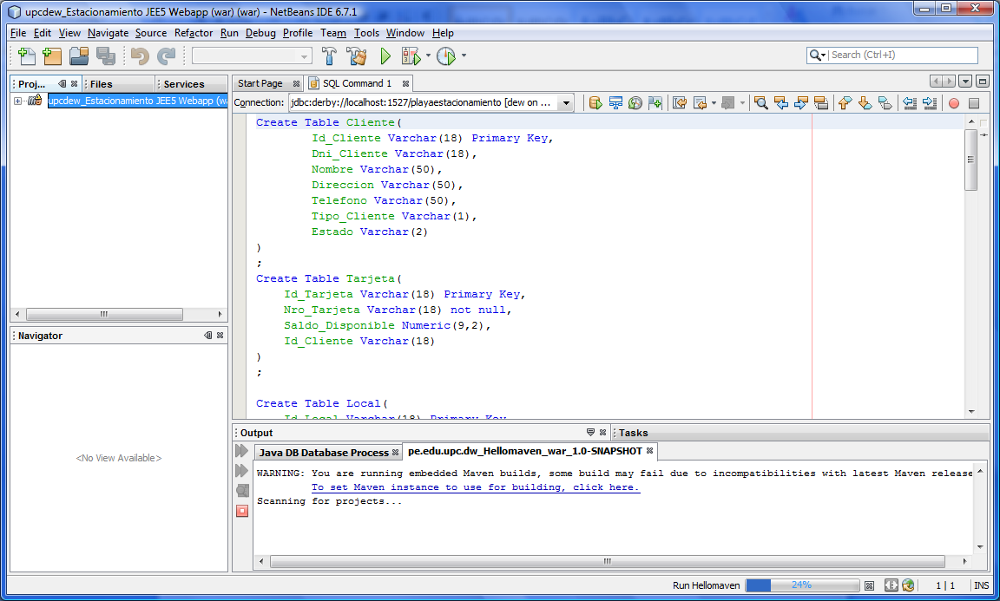 upcdew_Estacionamiento JEE5 Webapp (war) (war) - NetBeans IDE 6.7.1
File Edit View Navigate Source Refactor Run Debug Profile Team Tools Window Help
Search (Ctrl+I)
Proj... Files Services
upcdew_Estacionamiento JEE5 Webapp (wa
Start Page SQL Command 1
Connection: jdbc:derby://localhost:1527/playaestacionamiento [dew on ...
Create Table Cliente(
Id_Cliente Varchar(18) Primary Key,
Dni_Cliente Varchar(18),
Nombre Varchar(50),
Direccion Varchar(50),
Telefono Varchar(50),
Tipo_Cliente Varchar(1),
Estado Varchar(2)
)
;
Create Table Tarjeta(
Id_Tarjeta Varchar(18) Primary Key,
Nro_Tarjeta Varchar(18) not null,
Saldo_Disponible Numeric(9,2),
Id_Cliente Varchar(18)
)
;
Create Table Local(
Id_Local Varchar(18) Primary Key
Navigator
<No View Available>
Output Tasks
Java DB Database Process pe.edu.upc.dw_Hellomaven_war_1.0-SNAPSHOT
WARNING: You are running embedded Maven builds, some build may fail due to incompatibilities with latest Maven release
To set Maven instance to use for building, click here.
Scanning for projects...
Run Hellomaven 24% 1 | 1 INS